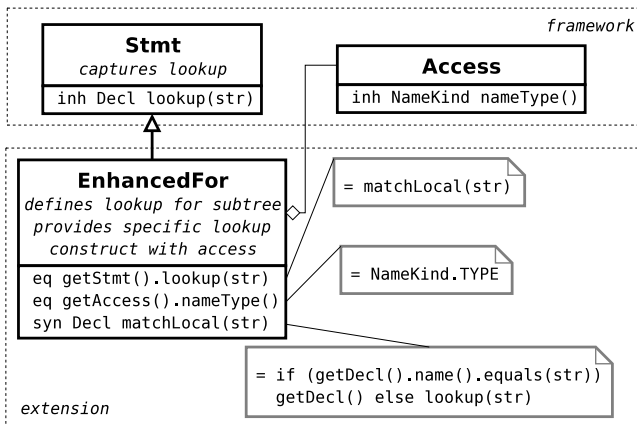 framework
Stmt
captures lookup
inh Decl lookup(str)
Access
inh NameKind nameType()
EnhancedFor
defines lookup for subtree
provides specific lookup
construct with access
eq getStmt().lookup(str)
eq getAccess().nameType()
syn Decl matchLocal(str)
= matchLocal(str)
= NameKind.TYPE
= if (getDecl().name().equals(str))
getDecl() else lookup(str)
extension